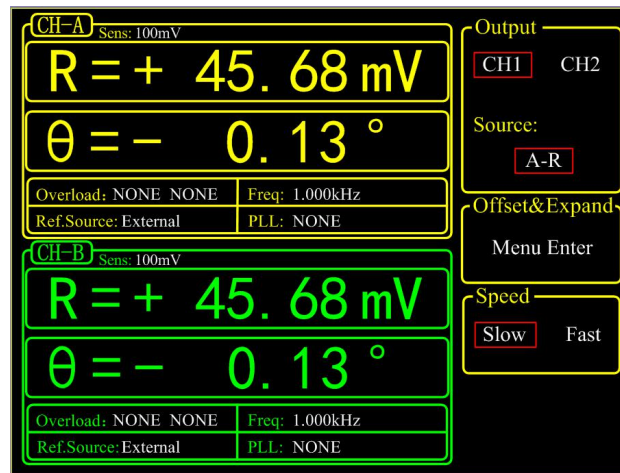 CH-A Sens: 100mV
R = + 45. 68 mV
θ = - 0. 13 °
Overload: NONE NONE Freq: 1.000kHz
Ref.Source: External PLL: NONE
CH-B Sens: 100mV
R = + 45. 68 mV
θ = - 0. 13 °
Overload: NONE NONE Freq: 1.000kHz
Ref.Source: External PLL: NONE
Output
CH1 CH2
Source:
A-R
Offset&Expand
Menu Enter
Speed
Slow Fast